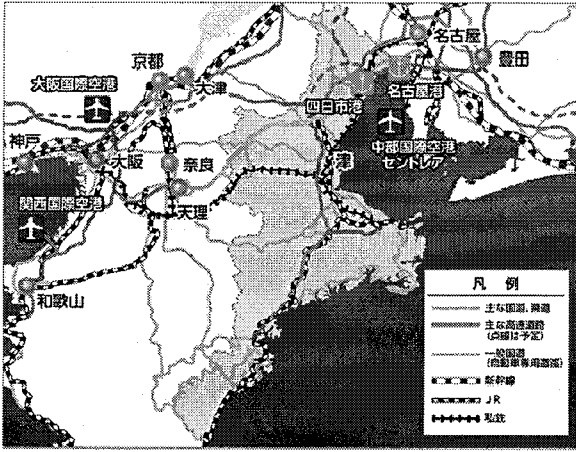 名古屋
豊田
京都
大津
大阪国際空港
四日市港
名古屋港
中部国際空港
セントレア
神戸
大阪
奈良
津
関西国際空港
天理
和歌山
凡 例
主な国道、県道
主な高速道路
(点線は予定)
一般国道
(自動車専用道路)
新幹線
JR
私鉄